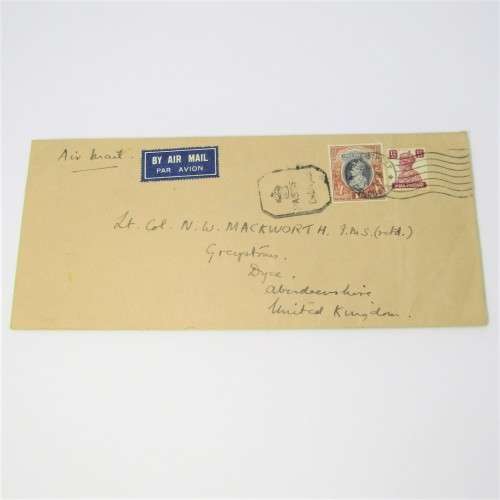 Air Mail.
BY AIR MAIL
PAR AVION
Lt. Col. N. W. MACKWORTH. I.M.S. (retd.)
Greystones,
Dyce.
Aberdeenshire
United Kingdom.